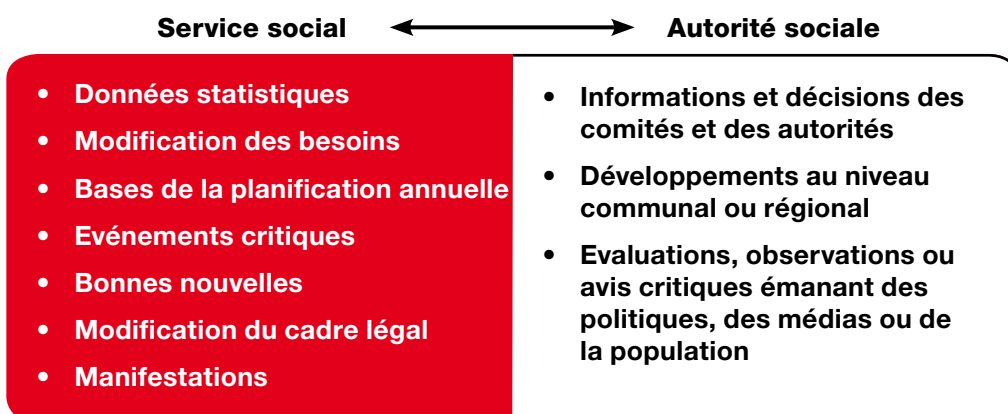 Service social
Autorité sociale
• Données statistiques
• Modification des besoins
• Bases de la planification annuelle
• Evénements critiques
• Bonnes nouvelles
• Modification du cadre légal
• Manifestations
• Informations et décisions des
comités et des autorités
• Développements au niveau
communal ou régional
• Evaluations, observations ou
avis critiques émanant des
politiques, des médias ou de
la population